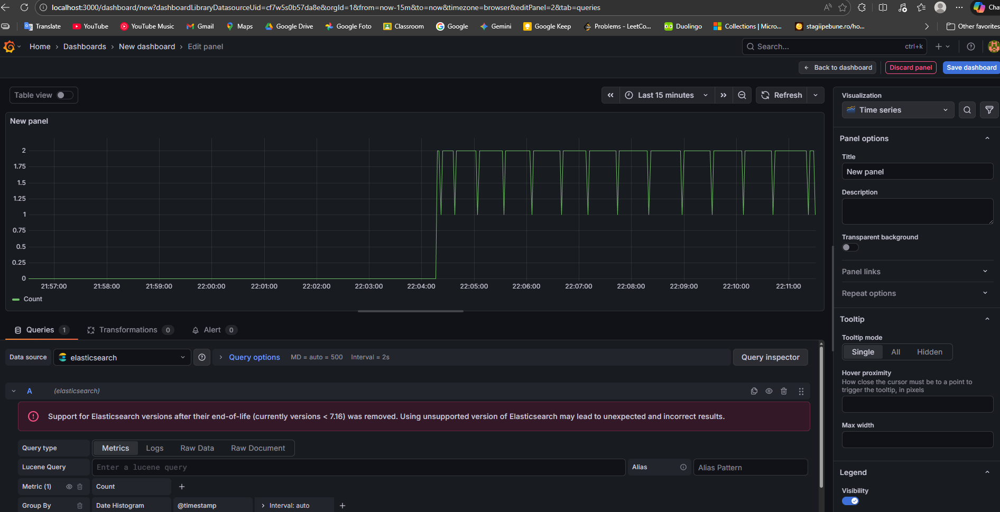 localhost:3000/dashboard/new?dashboardLibraryDatasourceUid=cf7w5s0b57da8e&orgId=1&from=now-15m&to=now&timezone=browser&editPanel=2&tab=queries
Translate YouTube YouTube Music Gmail Maps Google Drive Google Foto Classroom Google Gemini Google Keep Problems - LeetCo... Duolingo Collections | Micro... stagiipebune.ro/ho... Other favorites
Home › Dashboards › New dashboard › Edit panel
Search... ctrl+k
Back to dashboard Discard panel Save dashboard
Table view
Last 15 minutes
Refresh
New panel
2
1.75
1.5
1.25
1
0.75
0.5
0.25
0
21:57:00 21:58:00 21:59:00 22:00:00 22:01:00 22:02:00 22:03:00 22:04:00 22:05:00 22:06:00 22:07:00 22:08:00 22:09:00 22:10:00 22:11:00
Count
Queries 1 Transformations 0 Alert 0
Data source elasticsearch Query options MD = auto = 500 Interval = 2s Query inspector
A (elasticsearch)
Support for Elasticsearch versions after their end-of-life (currently versions < 7.16) was removed. Using unsupported version of Elasticsearch may lead to unexpected and incorrect results.
Query type Metrics Logs Raw Data Raw Document
Lucene Query Enter a lucene query Alias Alias Pattern
Metric (1) Count +
Group By Date Histogram @timestamp Interval: auto +
Visualization
Time series
Panel options
Title
New panel
Description
Transparent background
Panel links
Repeat options
Tooltip
Tooltip mode
Single All Hidden
Hover proximity
How close the cursor must be to a point to
trigger the tooltip, in pixels
Max width
Legend
Visibility